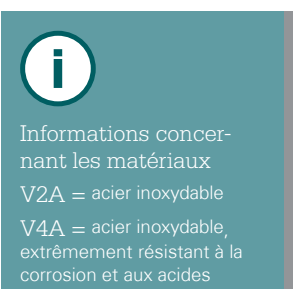 i
Informations concer-
nant les matériaux
V2A = acier inoxydable
V4A = acier inoxydable,
extrêmement résistant à la
corrosion et aux acides